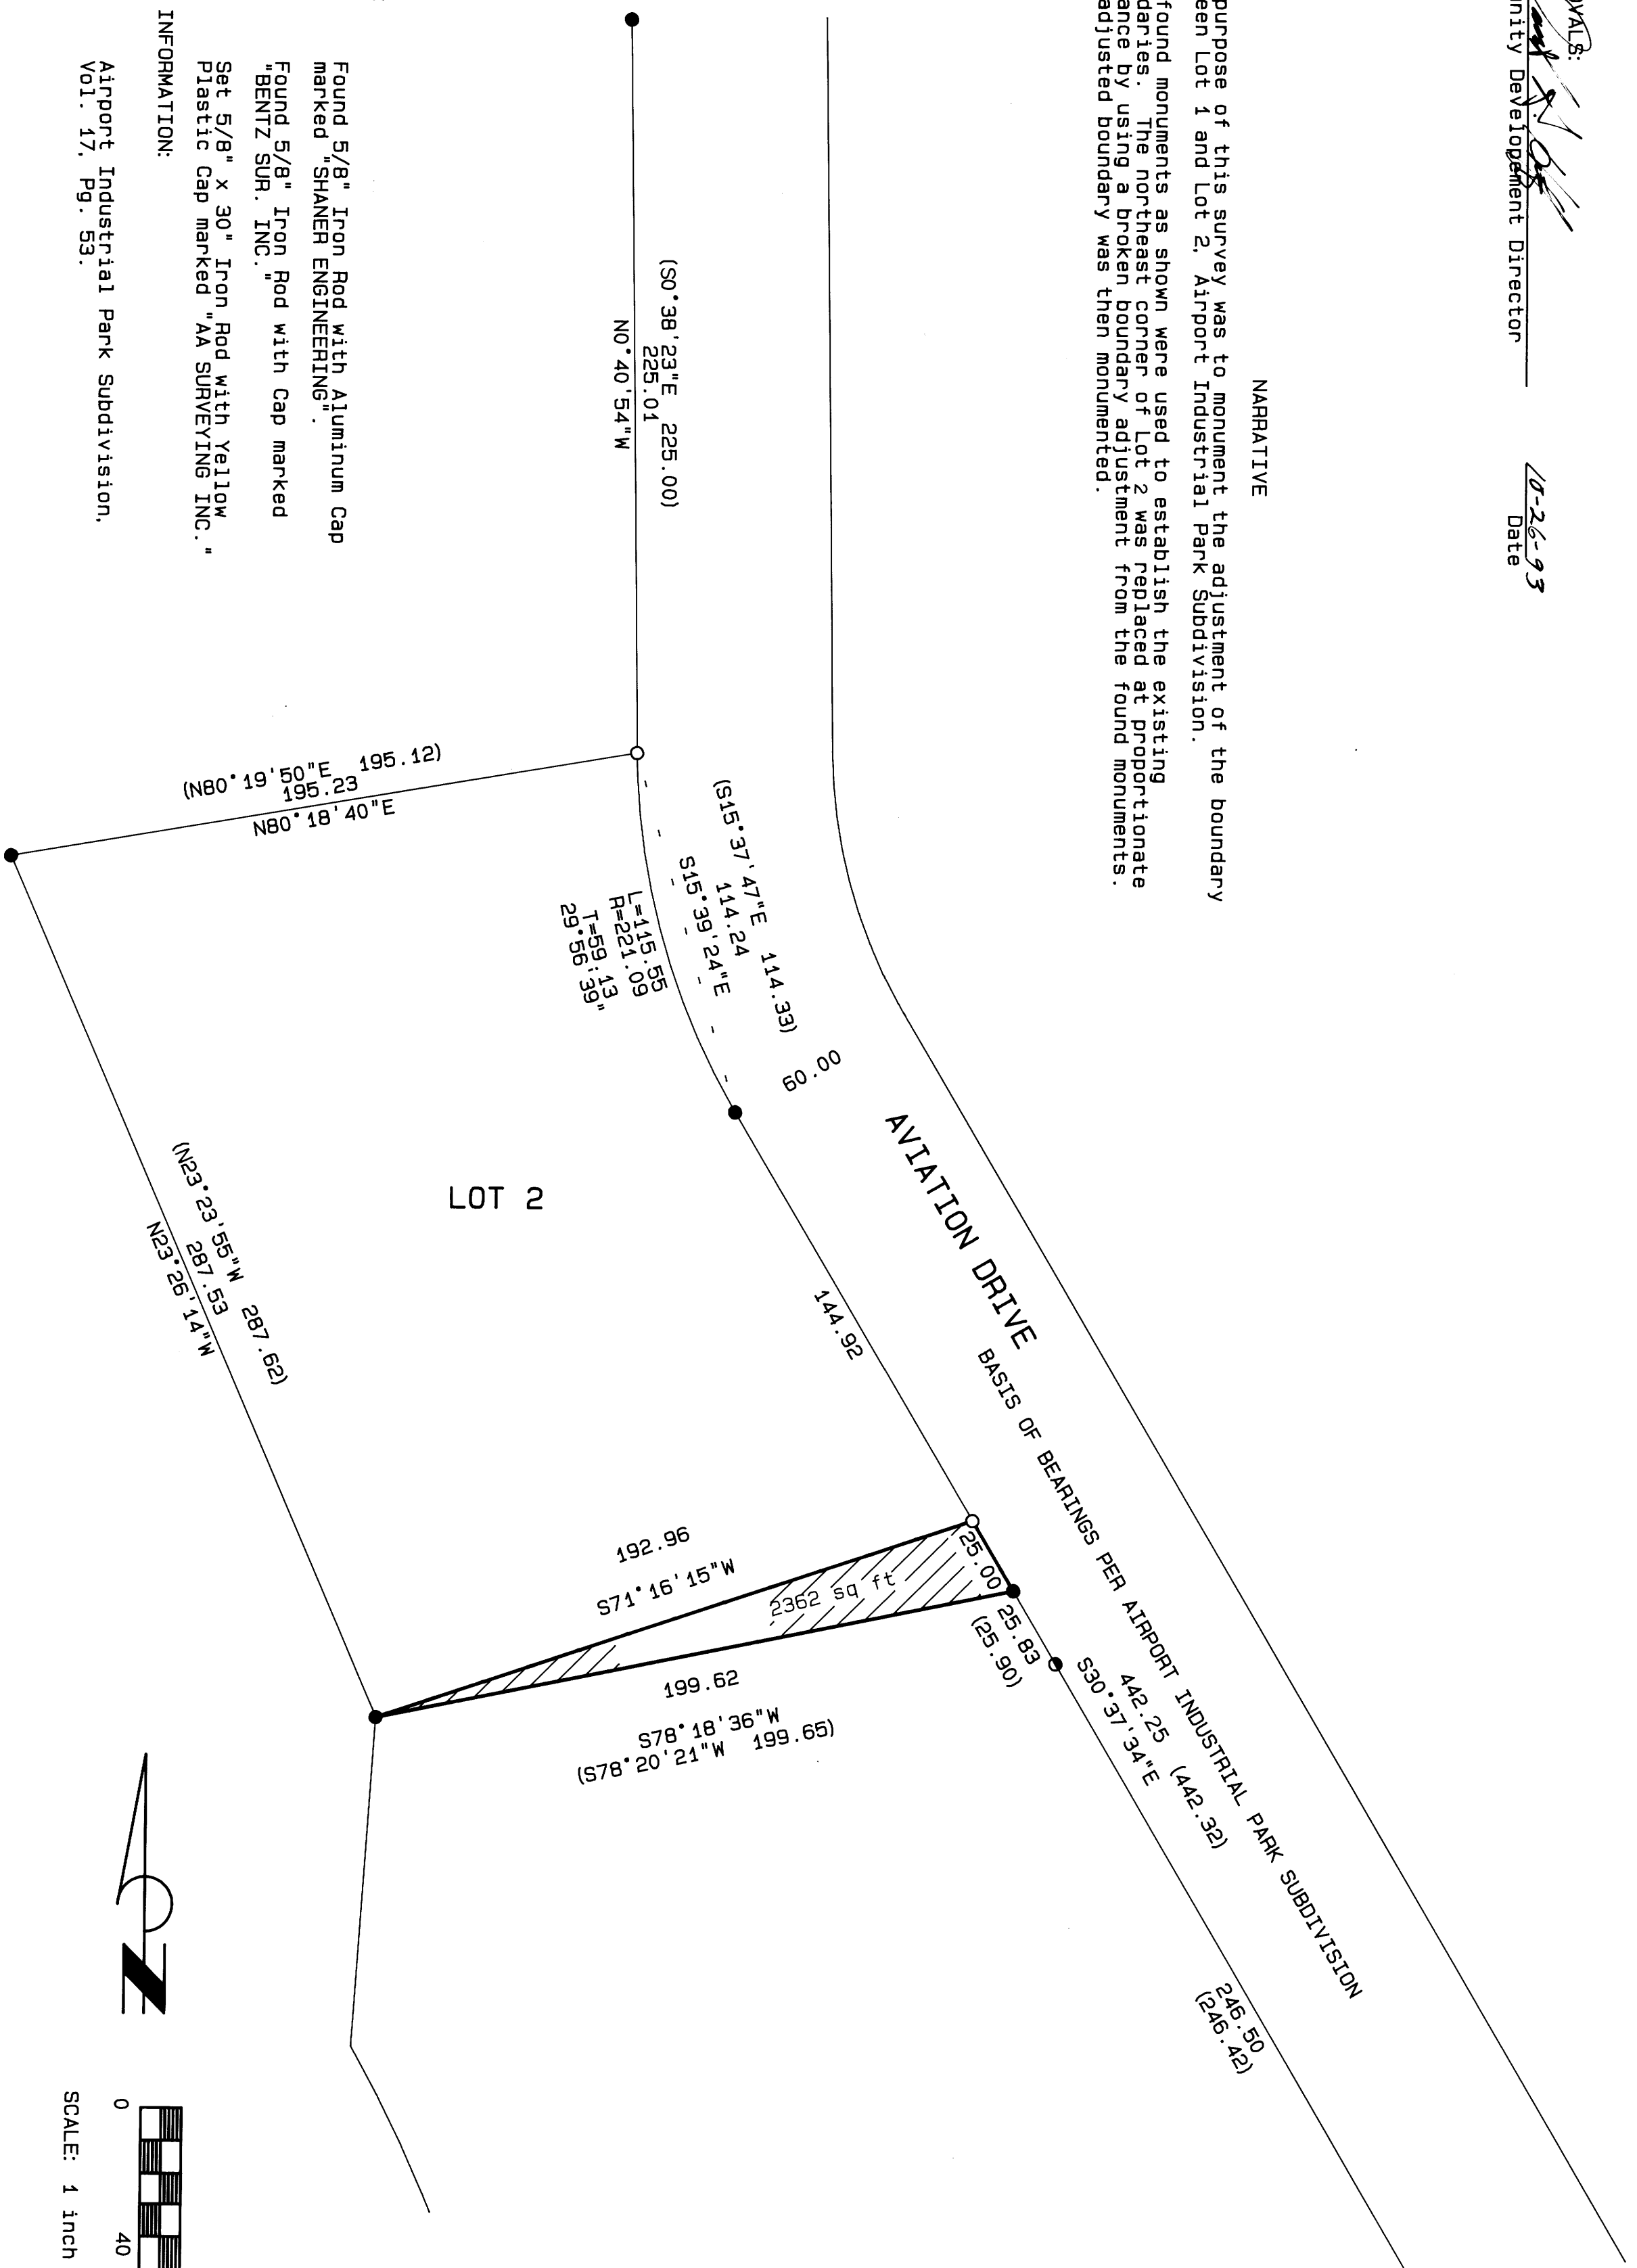 OVALS:
unity Development Director
10-26-93
Date
NARRATIVE
purpose of this survey was to monument the adjustment of the boundary
een Lot 1 and Lot 2, Airport Industrial Park Subdivision.
found monuments as shown were used to establish the existing
daries. The northeast corner of Lot 2 was replaced at proportionate
ance by using a broken boundary adjustment from the found monuments.
adjusted boundary was then monumented.
(S0°38'23"E 225.00)
225.01
N0°40'54"W
Found 5/8" Iron Rod with Aluminum Cap
marked "SHANER ENGINEERING".
Found 5/8" Iron Rod with Cap marked
"BENTZ SUR. INC."
Set 5/8" x 30" Iron Rod with Yellow
Plastic Cap marked "AA SURVEYING INC."
INFORMATION:
Airport Industrial Park Subdivision,
Vol. 17, Pg. 53.
(N80°19'50"E 195.12)
195.23
N80°18'40"E
(S15°37'47"E 114.33)
114.24
S15°39'24"E
L=115.55
R=221.09
T=59.13
29°56'39"
60.00
AVIATION DRIVE
BASIS OF BEARINGS PER AIRPORT INDUSTRIAL PARK SUBDIVISION
LOT 2
144.92
(N23°23'55"W 287.62)
287.53
N23°26'14"W
192.96
S71°16'15"W
2362 sq ft
25.00
25.83
(25.90)
442.25 (442.32)
S30°37'34"E
199.62
S78°18'36"W
(S78°20'21"W 199.65)
246.50
(246.42)
N
0
40
SCALE: 1 inch